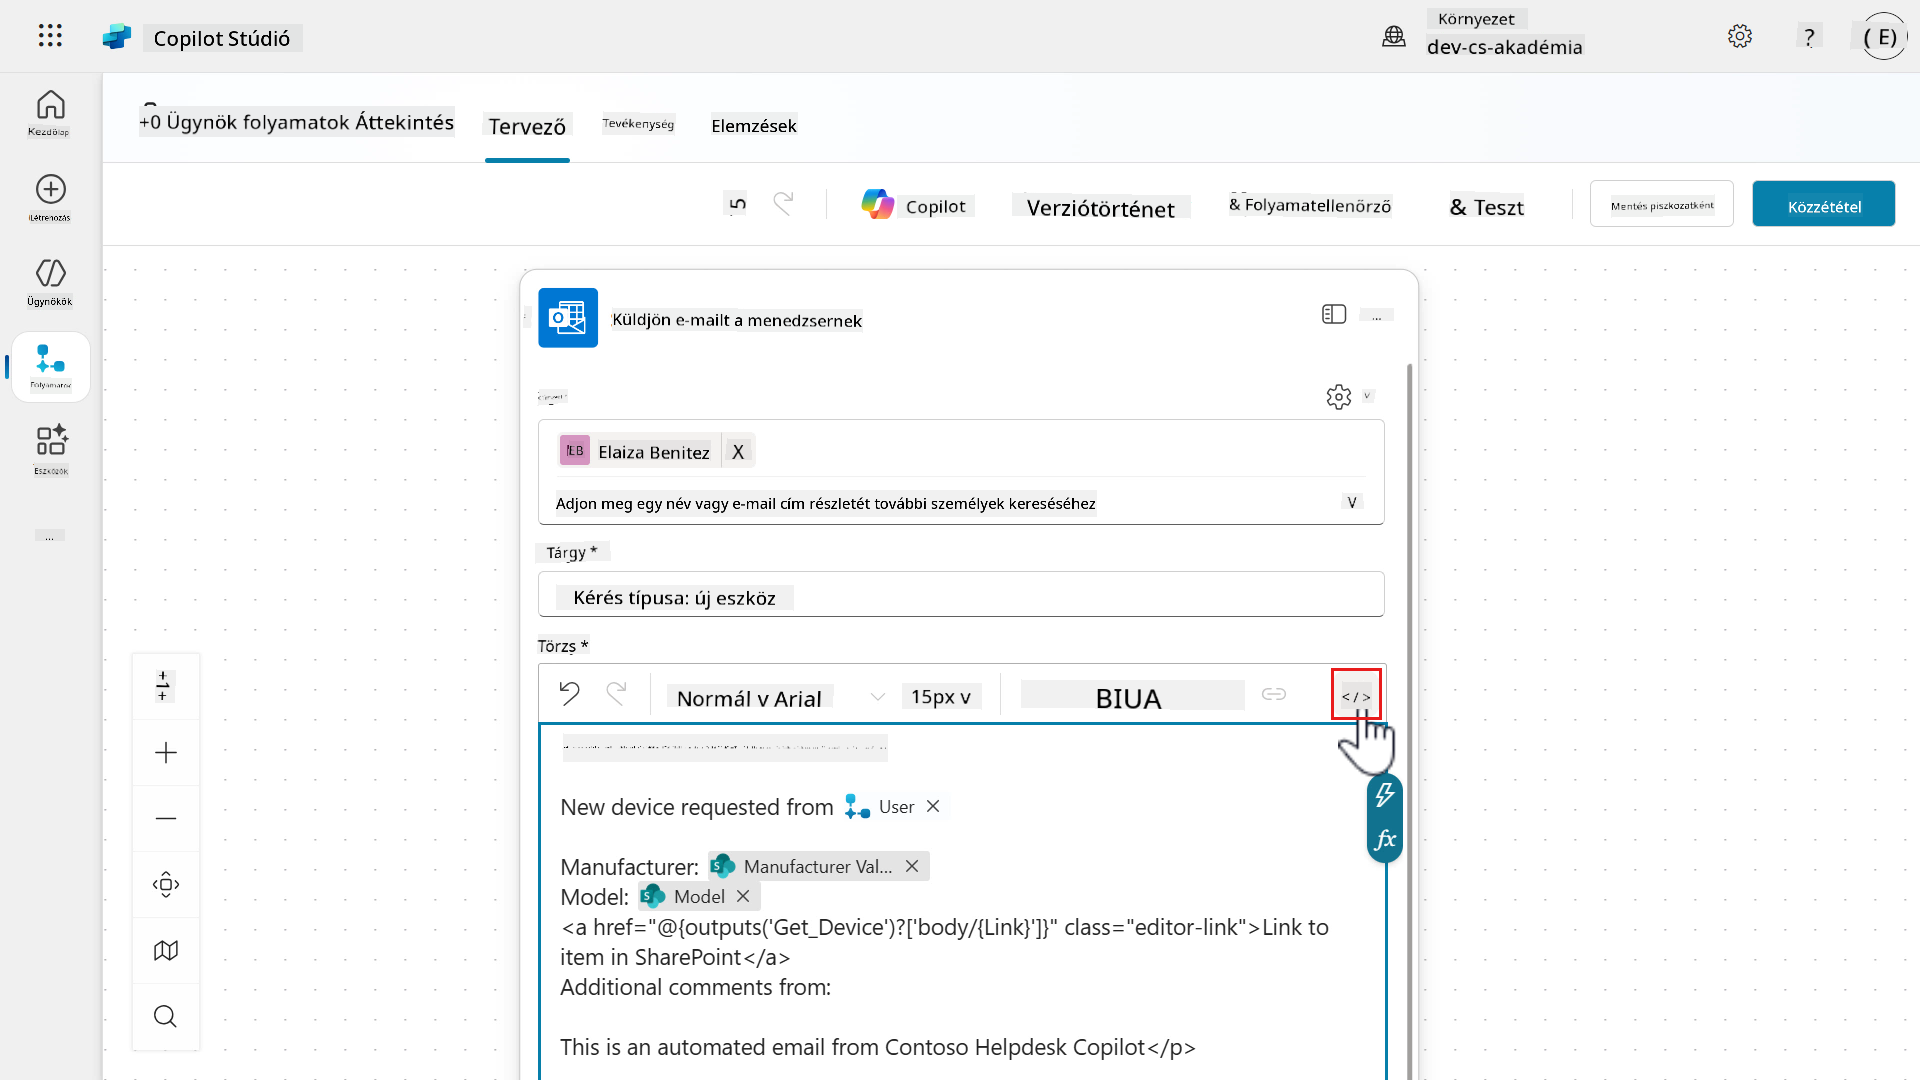 Copilot Stúdió
Környezet
dev-cs-akadémia
?
( E)
Kezdőlap
Létrehozás
Ügynökök
Folyamatok
Eszközök
...
+0 Ügynök folyamatok Áttekintés
Tervező
Tevékenység
Elemzések
5
Copilot
Verziótörténet
& Folyamatellenőrző
& Teszt
Mentés piszkozatként
Közzététel
Küldjön e-mailt a menedzsernek
...
EB
Elaiza Benitez
X
Adjon meg egy név vagy e-mail cím részletét további személyek kereséséhez
V
Tárgy *
Kérés típusa: új eszköz
Törzs *
Normál v Arial
15px v
BIUA
</>
New device requested from User ×
Manufacturer: Manufacturer Val... ×
Model: Model ×
<a href="@{outputs('Get_Device')?['body/{Link}']}" class="editor-link">Link to
item in SharePoint</a>
Additional comments from:
This is an automated email from Contoso Helpdesk Copilot</p>
fx